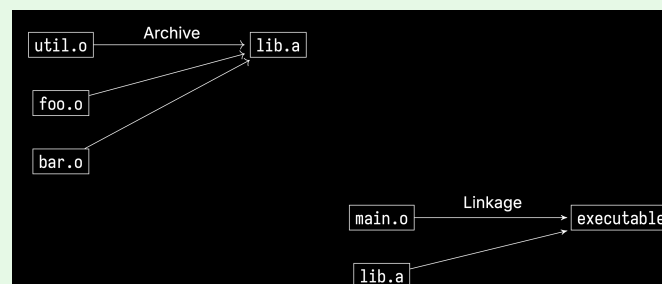 Archive
util.o lib.a
foo.o
bar.o
Linkage
main.o executable
lib.a